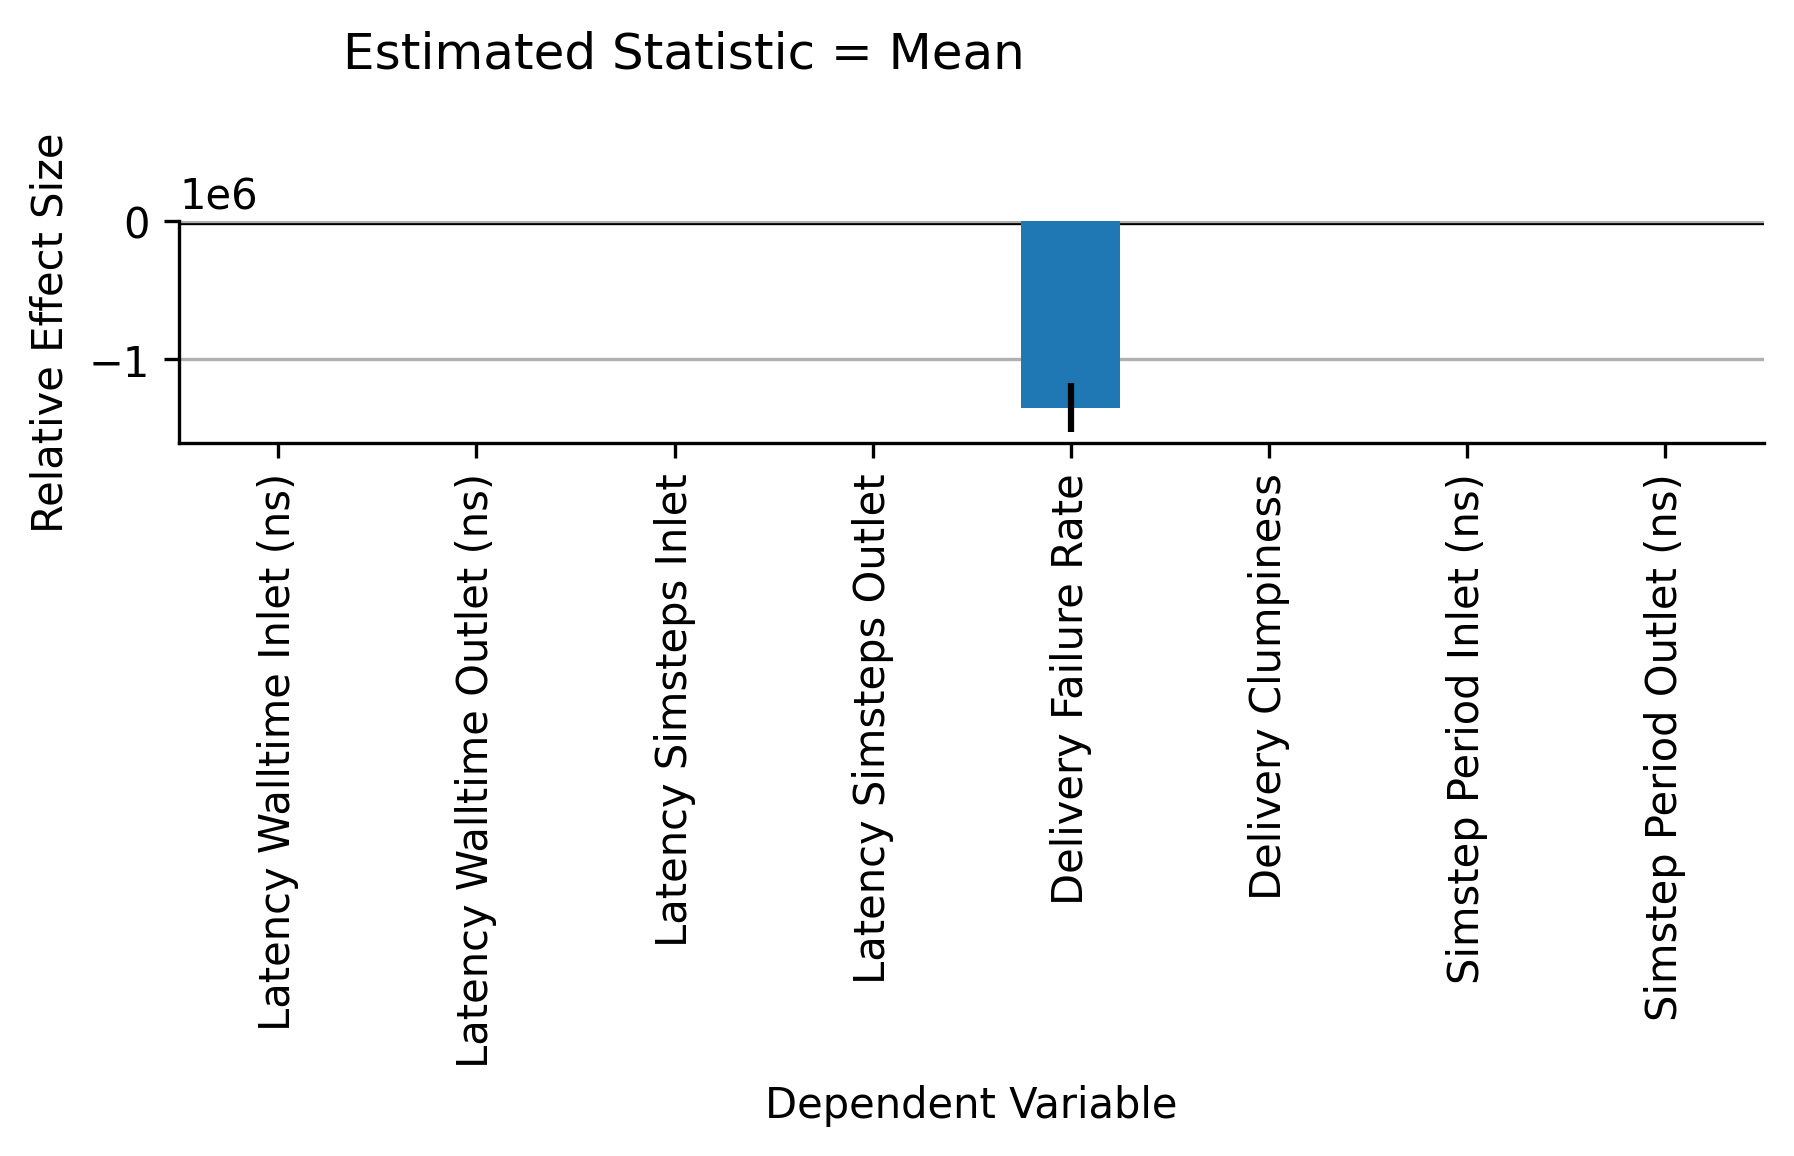 Estimated Statistic = Mean
Relative Effect Size
1e6
0
−1
Latency Walltime Inlet (ns)
Latency Walltime Outlet (ns)
Latency Simsteps Inlet
Latency Simsteps Outlet
Delivery Failure Rate
Delivery Clumpiness
Simstep Period Inlet (ns)
Simstep Period Outlet (ns)
Dependent Variable